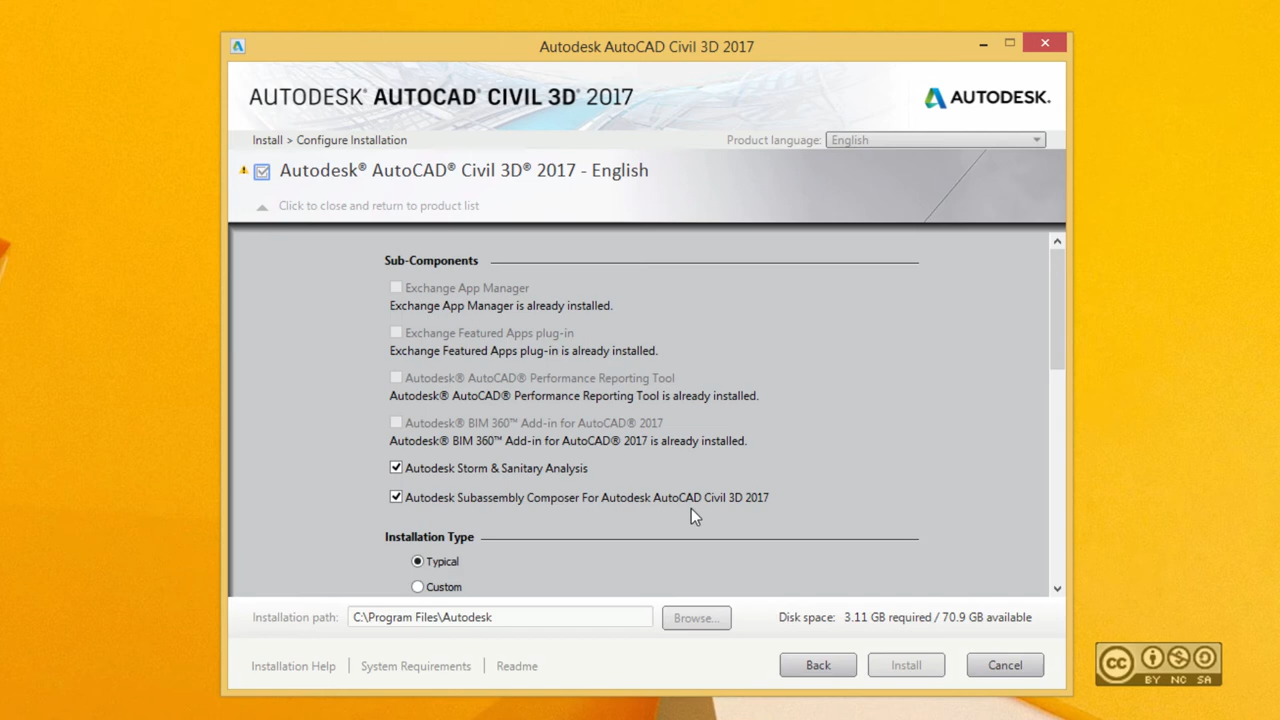 Autodesk AutoCAD Civil 3D 2017
AUTODESK® AUTOCAD® CIVIL 3D® 2017
AUTODESK.
Install > Configure Installation
Product language: English
Autodesk® AutoCAD® Civil 3D® 2017 - English
Click to close and return to product list
Sub-Components
Exchange App Manager
Exchange App Manager is already installed.
Exchange Featured Apps plug-in
Exchange Featured Apps plug-in is already installed.
Autodesk® AutoCAD® Performance Reporting Tool
Autodesk® AutoCAD® Performance Reporting Tool is already installed.
Autodesk® BIM 360™ Add-in for AutoCAD® 2017
Autodesk® BIM 360™ Add-in for AutoCAD® 2017 is already installed.
Autodesk Storm & Sanitary Analysis
Autodesk Subassembly Composer For Autodesk AutoCAD Civil 3D 2017
Installation Type
Typical
Custom
Installation path: C:\Program Files\Autodesk Browse... Disk space: 3.11 GB required / 70.9 GB available
Installation Help System Requirements Readme Back Install Cancel
cc BY NC SA